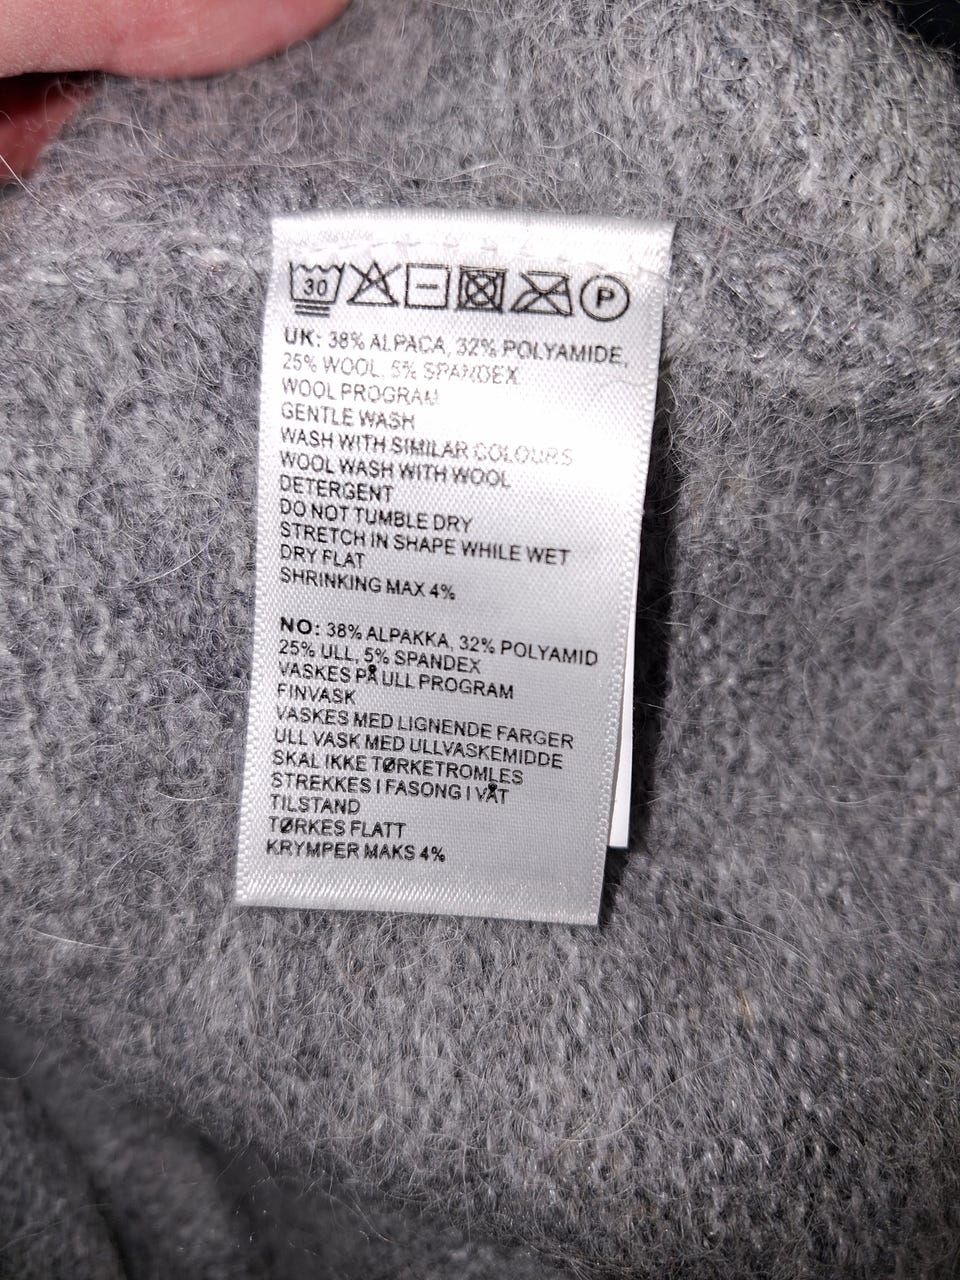 30 P
UK: 38% ALPACA, 32% POLYAMIDE,
25% WOOL, 5% SPANDEX
WOOL PROGRAM
GENTLE WASH
WASH WITH SIMILAR COLOURS
WOOL WASH WITH WOOL
DETERGENT
DO NOT TUMBLE DRY
STRETCH IN SHAPE WHILE WET
DRY FLAT
SHRINKING MAX 4%
NO: 38% ALPAKKA, 32% POLYAMID
25% ULL, 5% SPANDEX
VASKES PÅ ULL PROGRAM
FINVASK
VASKES MED LIGNENDE FARGER
ULL VASK MED ULLVASKEMIDDE
SKAL IKKE TØRKETROMLES
STREKKES I FASONG I VÅT
TILSTAND
TØRKES FLATT
KRYMPER MAKS 4%